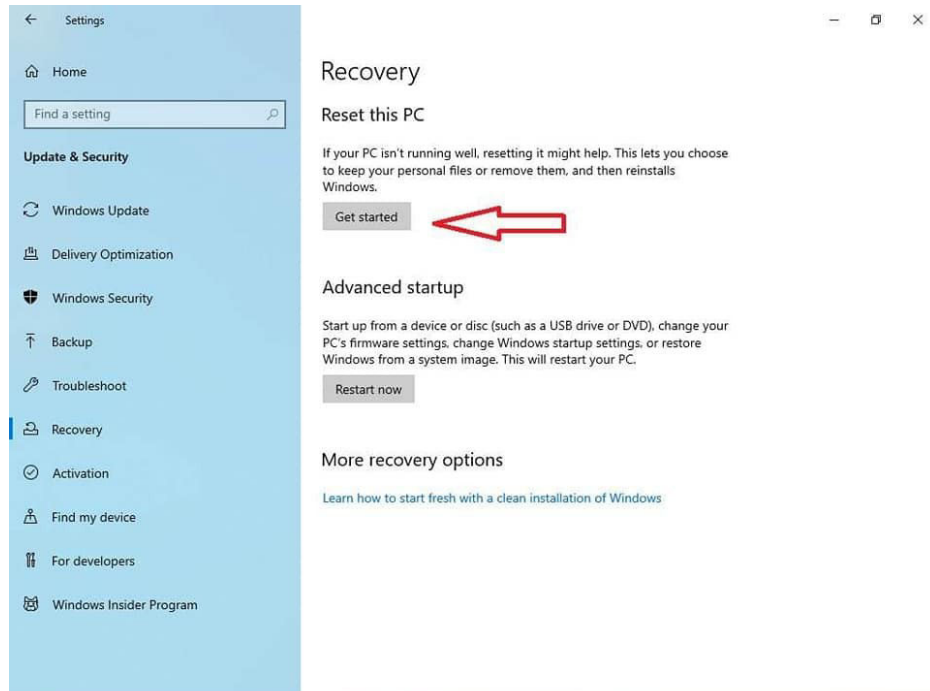 Settings
Home
Find a setting
Update & Security
Windows Update
Delivery Optimization
Windows Security
Backup
Troubleshoot
Recovery
Activation
Find my device
For developers
Windows Insider Program
Recovery
Reset this PC
If your PC isn't running well, resetting it might help. This lets you choose
to keep your personal files or remove them, and then reinstalls
Windows.
Get started
Advanced startup
Start up from a device or disc (such as a USB drive or DVD), change your
PC's firmware settings, change Windows startup settings, or restore
Windows from a system image. This will restart your PC.
Restart now
More recovery options
Learn how to start fresh with a clean installation of Windows